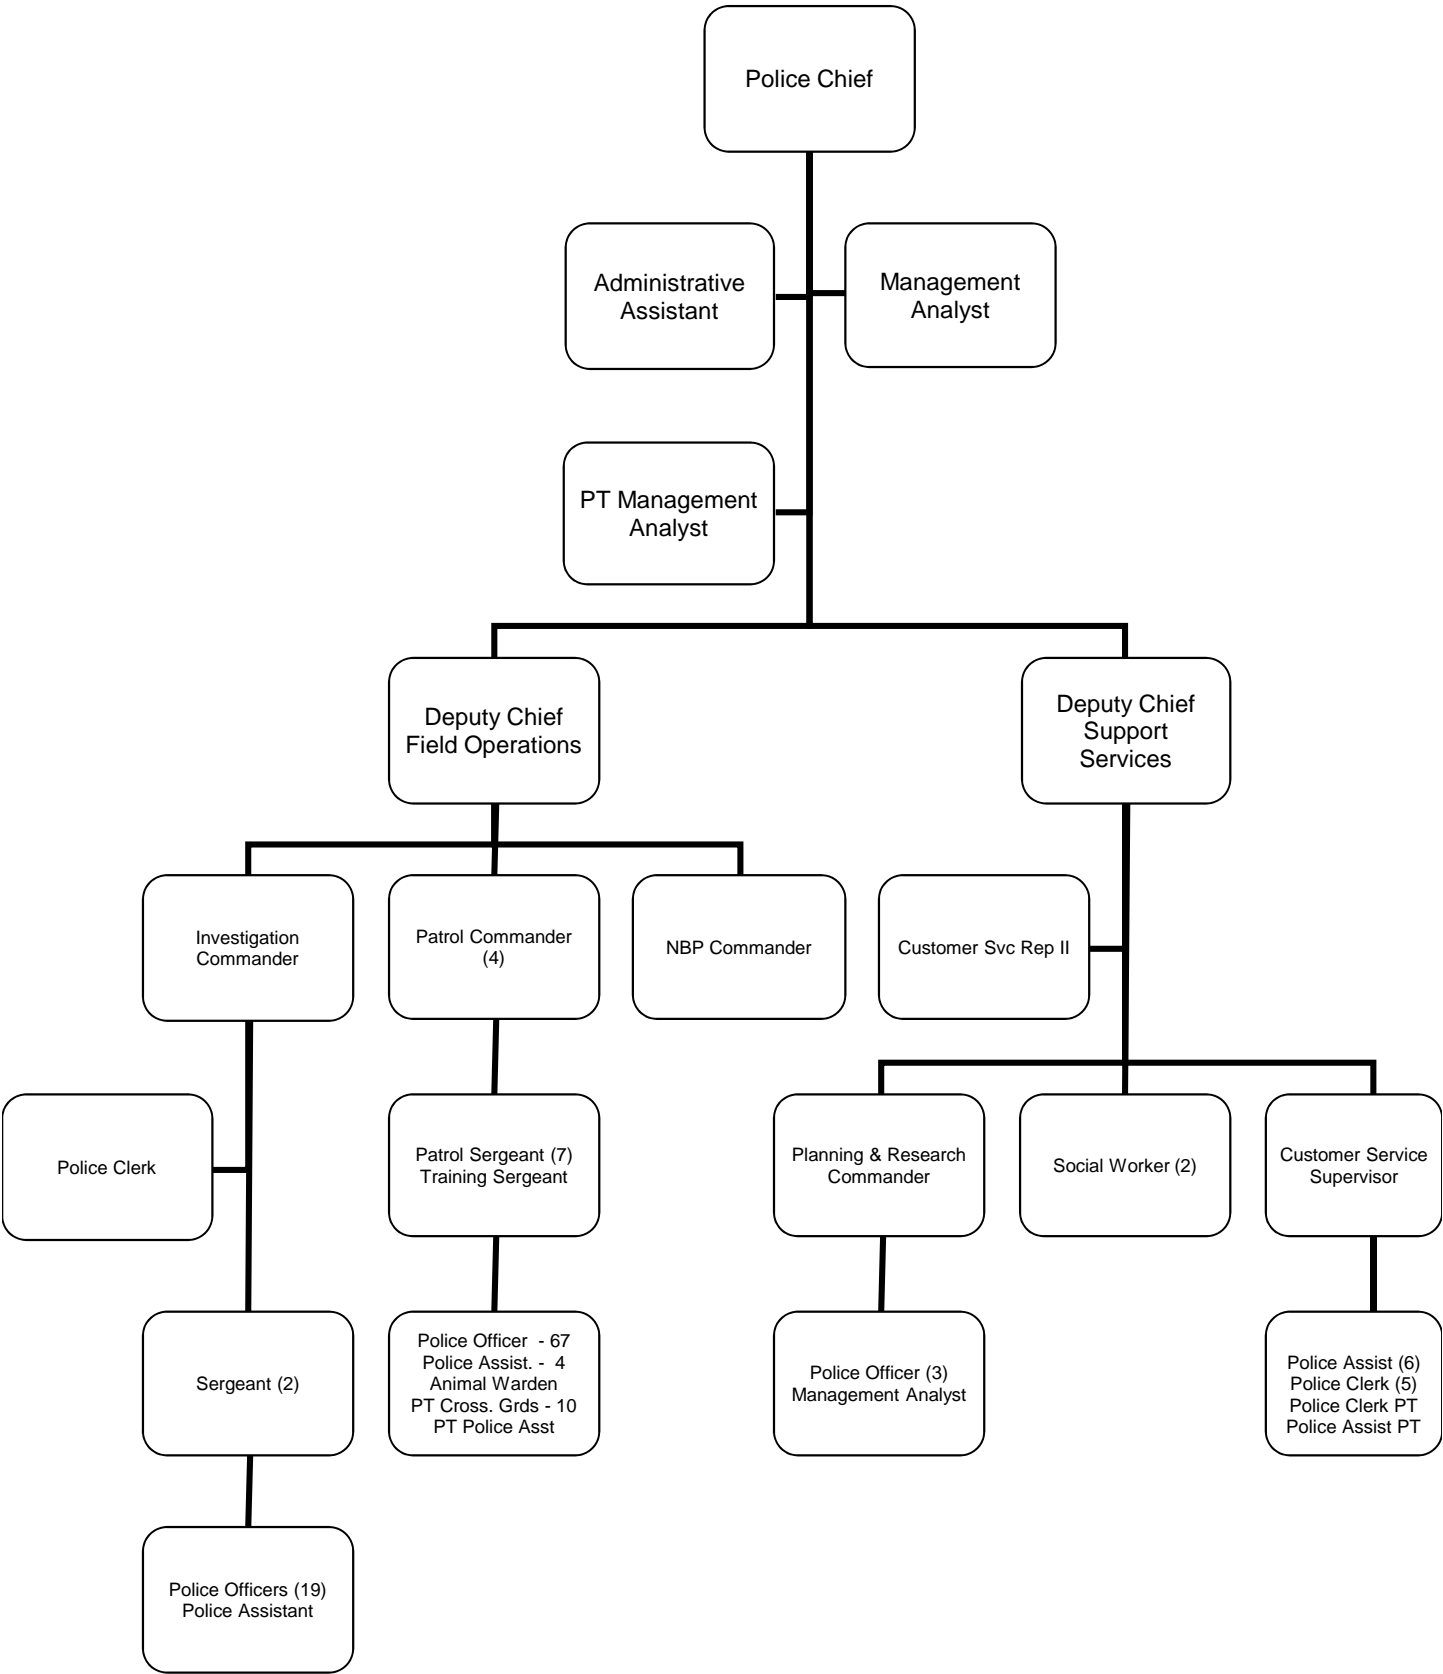 Police Chief
Administrative
Assistant
Management
Analyst
PT Management
Analyst
Deputy Chief
Field Operations
Deputy Chief
Support
Services
Investigation
Commander
Patrol Commander
(4)
NBP Commander
Customer Svc Rep II
Police Clerk
Patrol Sergeant (7)
Training Sergeant
Planning & Research
Commander
Social Worker (2)
Customer Service
Supervisor
Sergeant (2)
Police Officer - 67
Police Assist. - 4
Animal Warden
PT Cross. Grds - 10
PT Police Asst
Police Officer (3)
Management Analyst
Police Assist (6)
Police Clerk (5)
Police Clerk PT
Police Assist PT
Police Officers (19)
Police Assistant